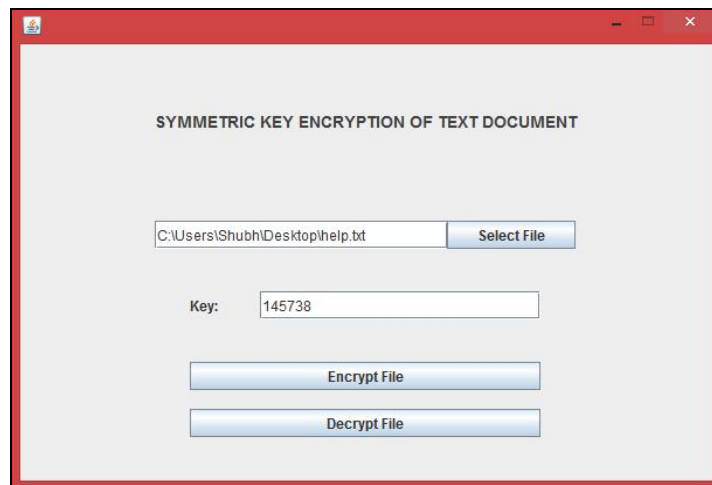 SYMMETRIC KEY ENCRYPTION OF TEXT DOCUMENT
C:\Users\Shubh\Desktop\help.txt Select File
Key: 145738
Encrypt File
Decrypt File